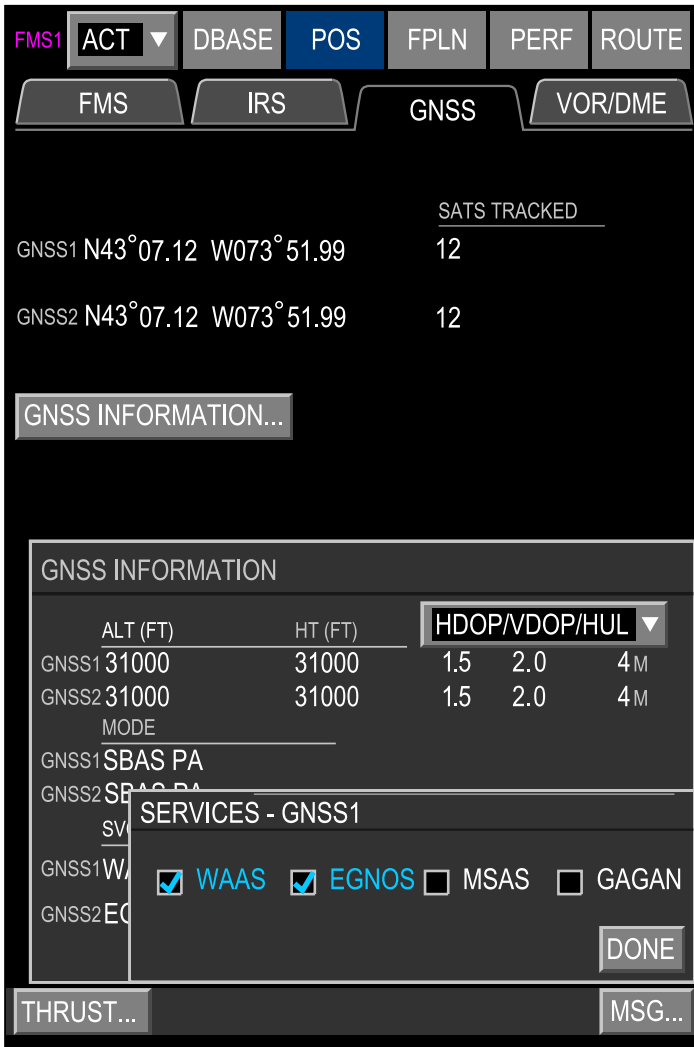 FMS1 ACT ▼ DBASE POS FPLN PERF ROUTE
FMS IRS GNSS VOR/DME
SATS TRACKED
GNSS1 N43°07.12 W073°51.99 12
GNSS2 N43°07.12 W073°51.99 12
GNSS INFORMATION...
GNSS INFORMATION
ALT (FT) HT (FT) HDOP/VDOP/HUL ▼
GNSS1 31000 31000 1.5 2.0 4 M
GNSS2 31000 31000 1.5 2.0 4 M
MODE
GNSS1 SBAS PA
GNSS2
SERVICES - GNSS1
GNSS1
WAAS EGNOS MSAS GAGAN
GNSS2
DONE
THRUST... MSG...